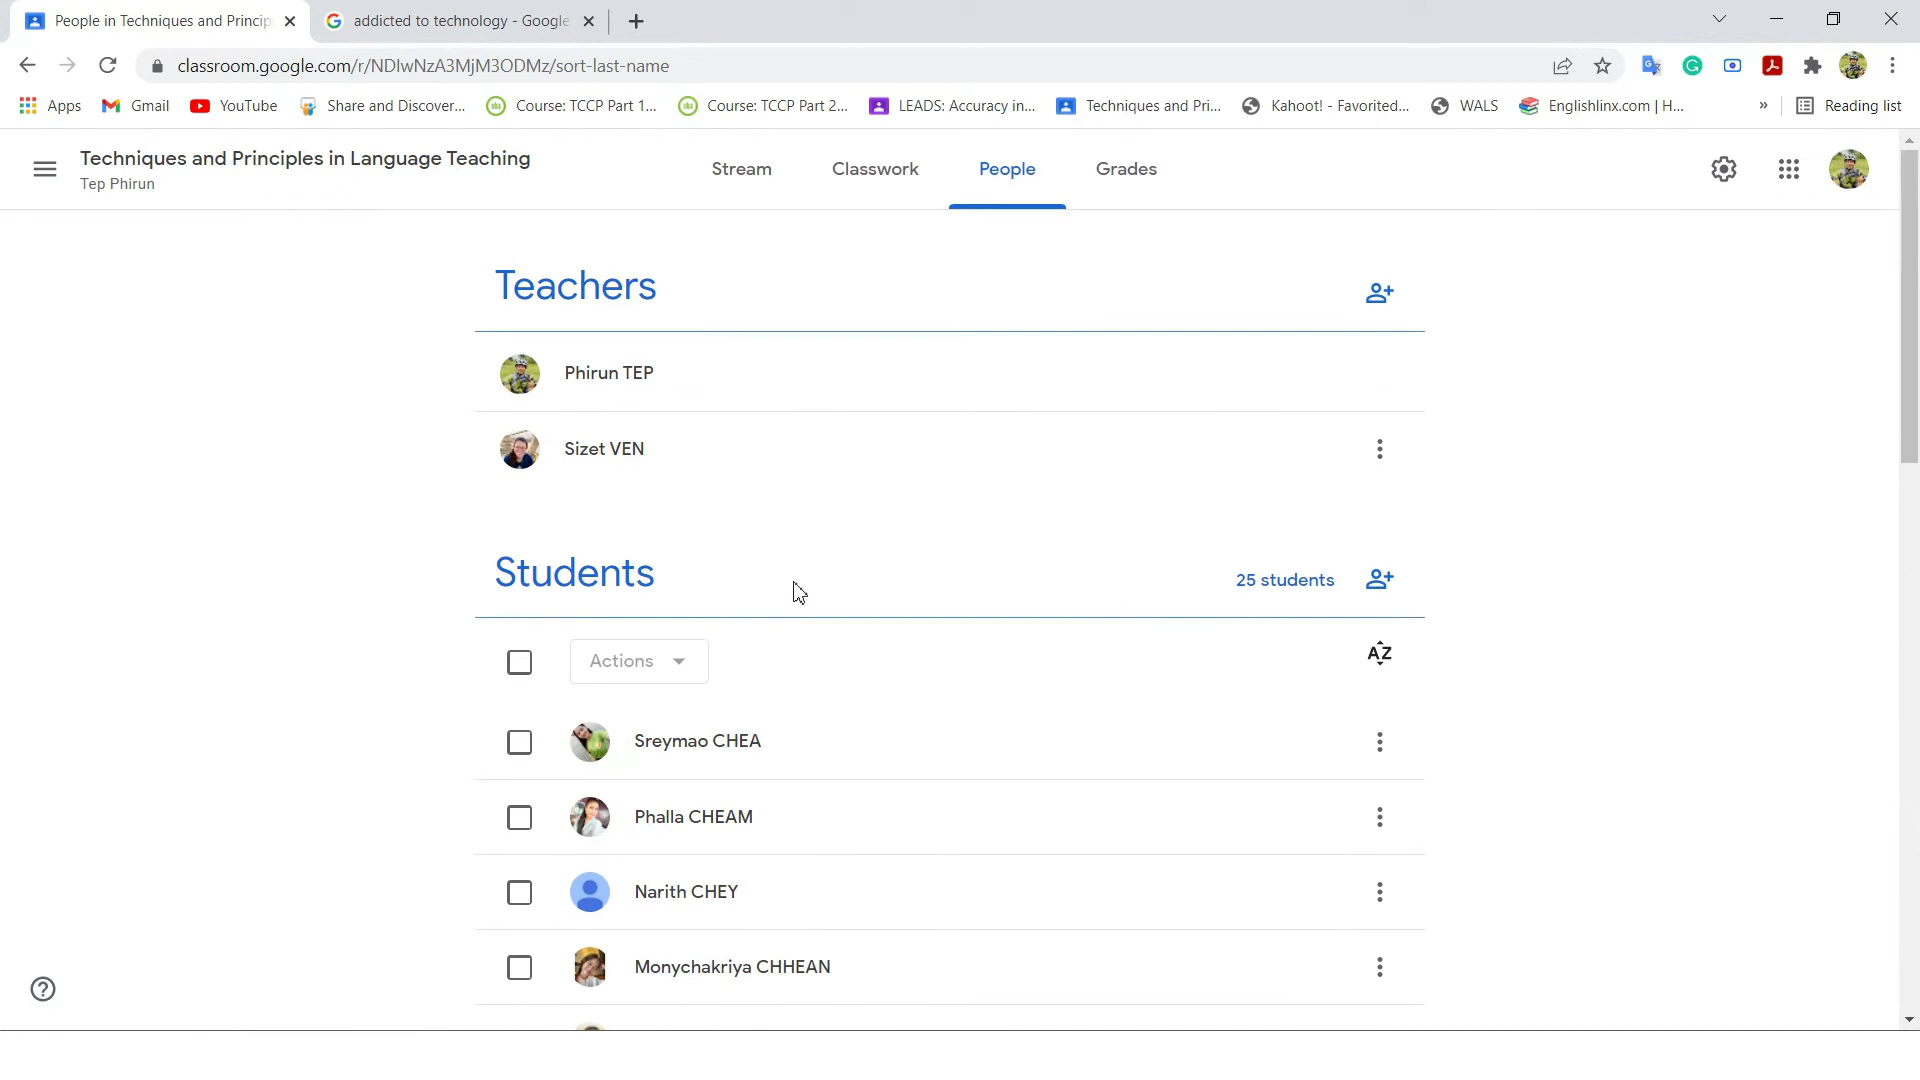 People in Techniques and Princip
addicted to technology - Google
classroom.google.com/r/NDIwNzA3MjM3ODMz/sort-last-name
Apps
Gmail
YouTube
Share and Discover...
Course: TCCP Part 1...
Course: TCCP Part 2...
LEADS: Accuracy in...
Techniques and Pri...
Kahoot! - Favorited...
WALS
Englishlinx.com | H...
»
Reading list
Techniques and Principles in Language Teaching
Tep Phirun
Stream
Classwork
People
Grades
Teachers
Phirun TEP
Sizet VEN
Students
25 students
Actions
AZ
Sreymao CHEA
Phalla CHEAM
Narith CHEY
Monychakriya CHHEAN